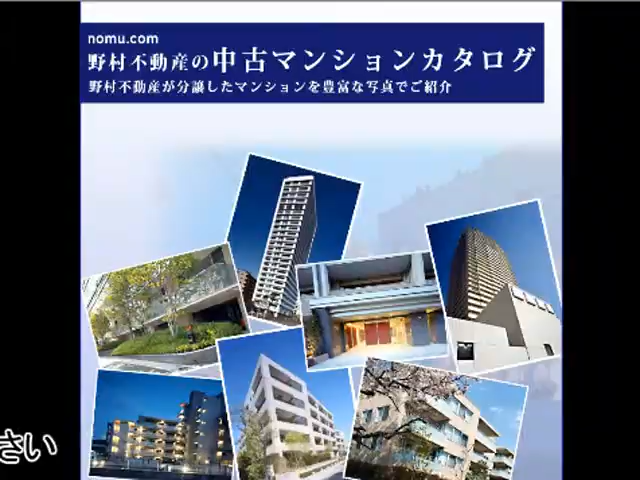 nomu.com
野村不動産の中古マンションカタログ
野村不動産が分譲したマンションを豊富な写真でご紹介
さい